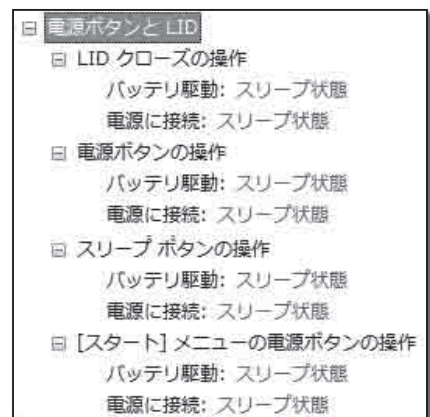 電源ボタンと LID
LID クローズの操作
バッテリ駆動: スリープ状態
電源に接続: スリープ状態
電源ボタンの操作
バッテリ駆動: スリープ状態
電源に接続: スリープ状態
スリープ ボタンの操作
バッテリ駆動: スリープ状態
電源に接続: スリープ状態
[スタート] メニューの電源ボタンの操作
バッテリ駆動: スリープ状態
電源に接続: スリープ状態